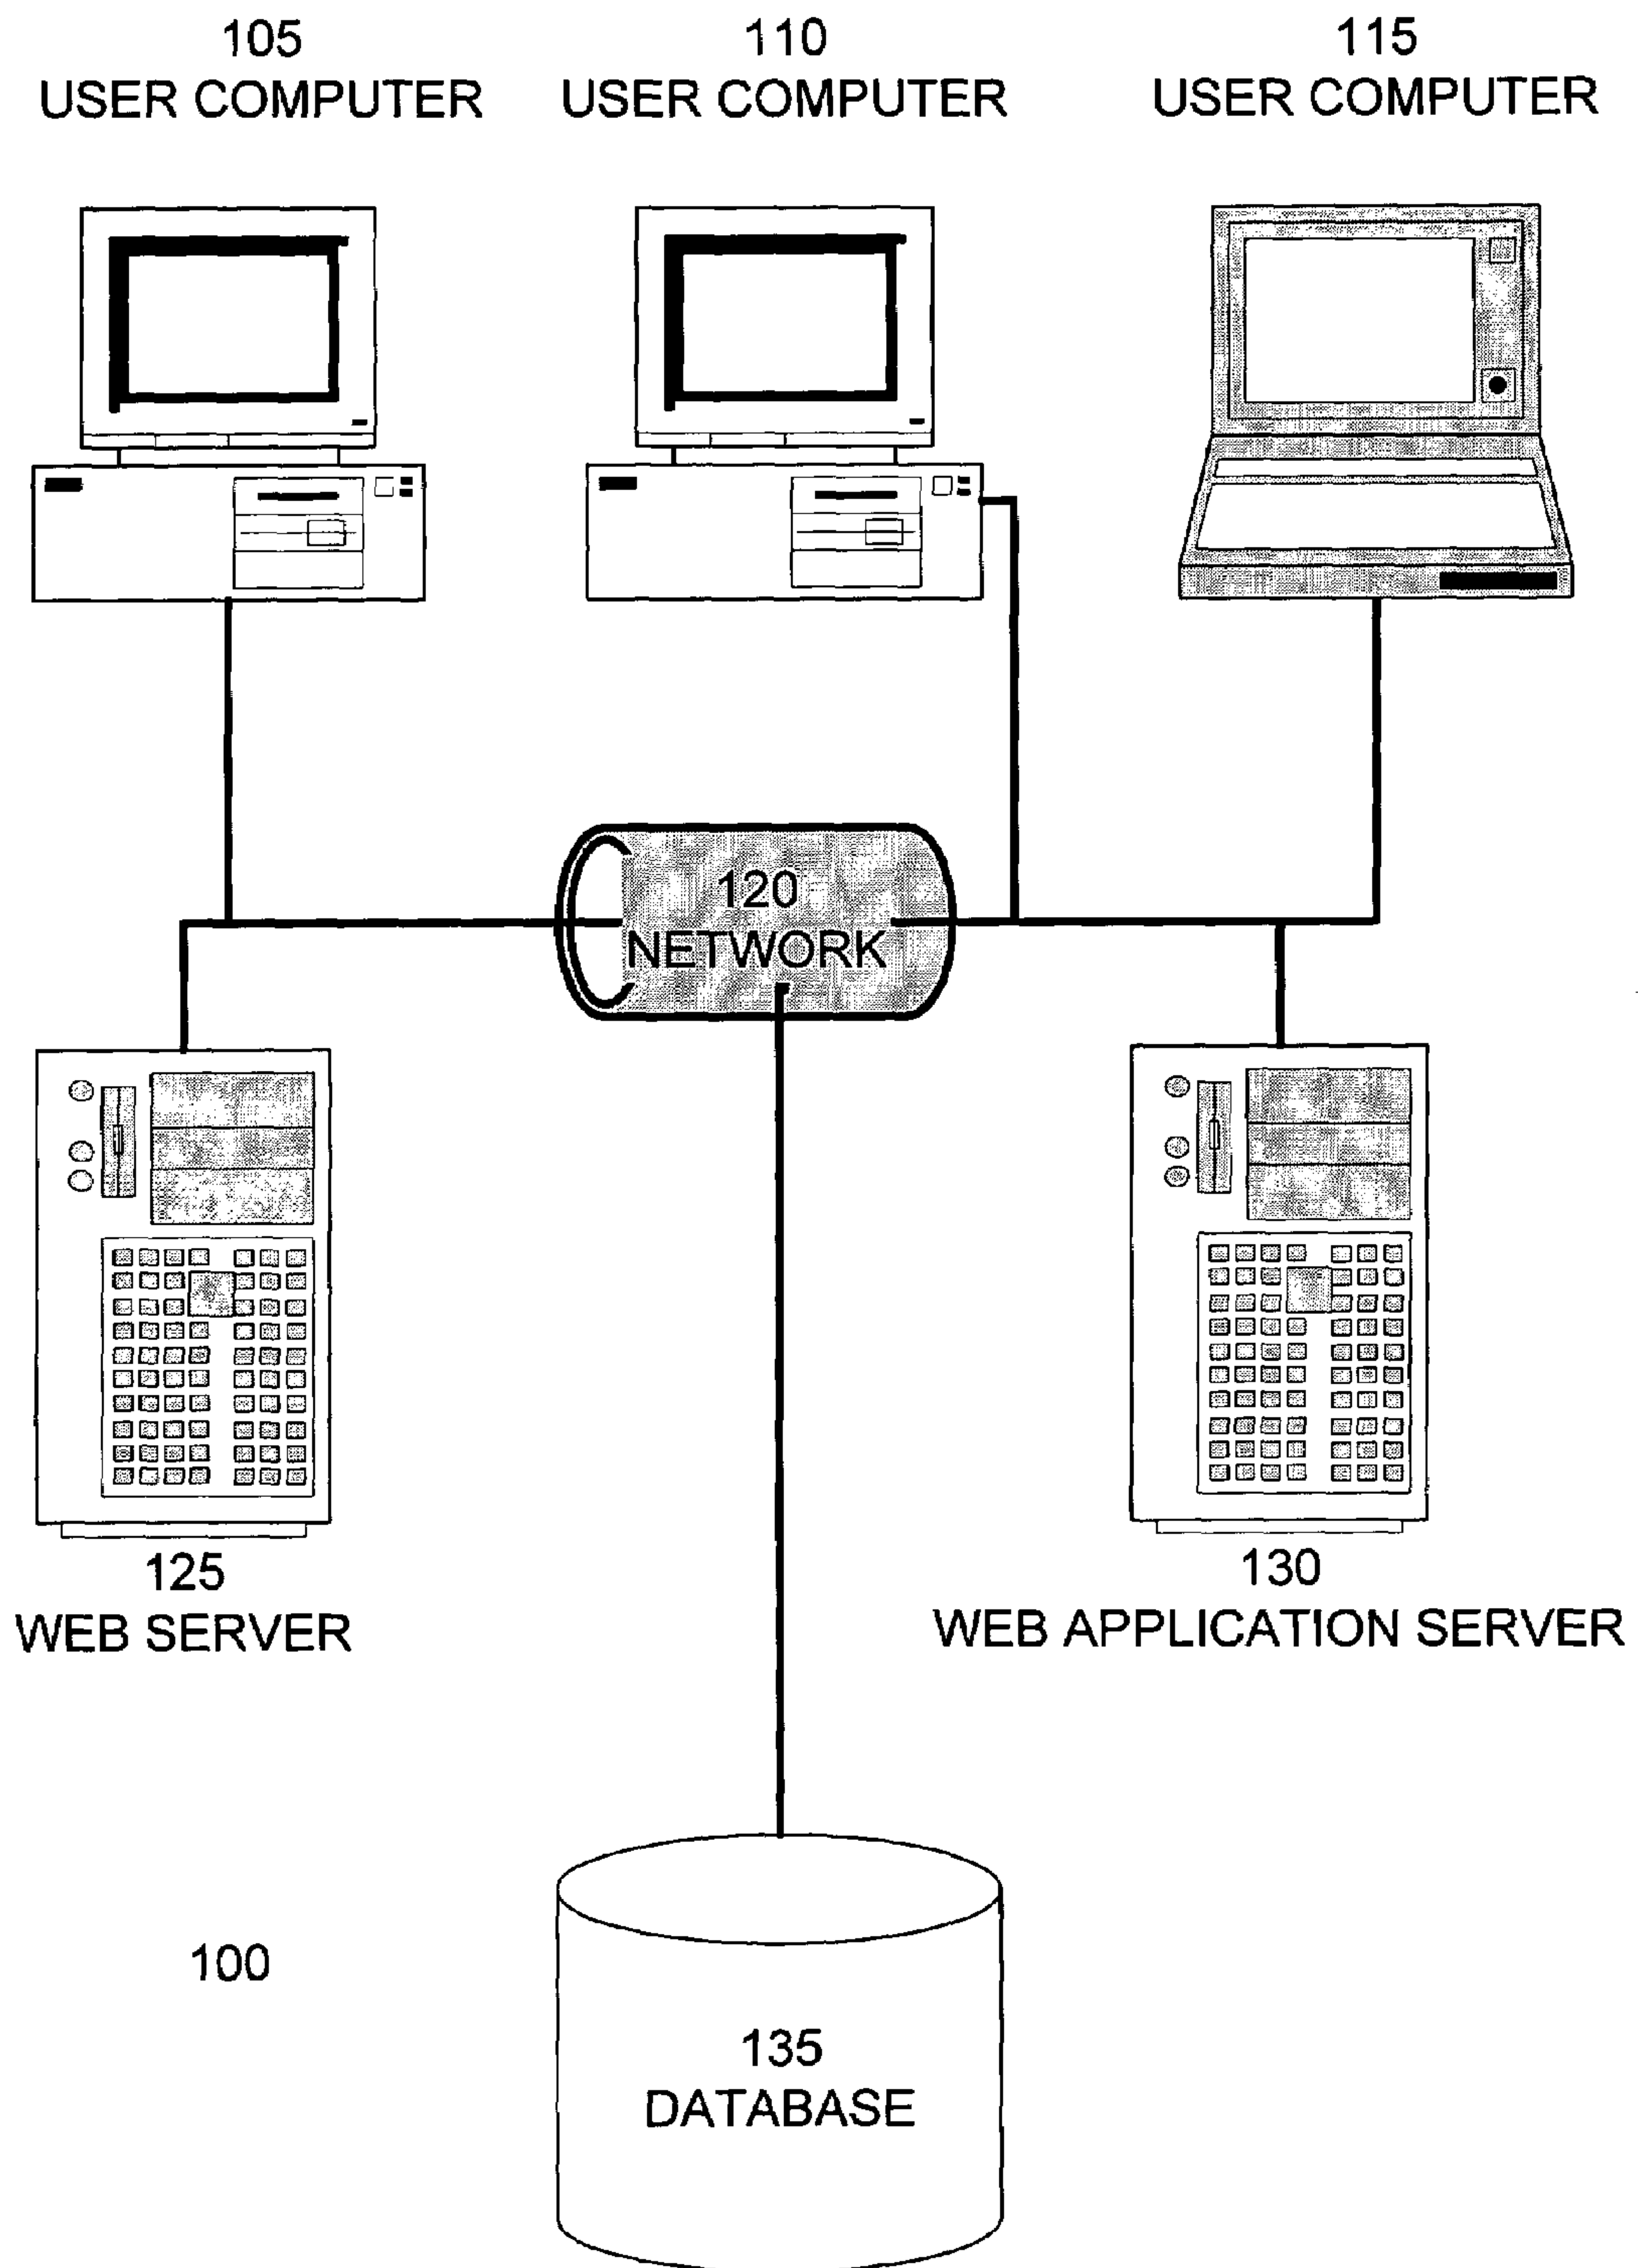 105
USER COMPUTER
110
USER COMPUTER
115
USER COMPUTER
120
NETWORK
125
WEB SERVER
130
WEB APPLICATION SERVER
100
135
DATABASE